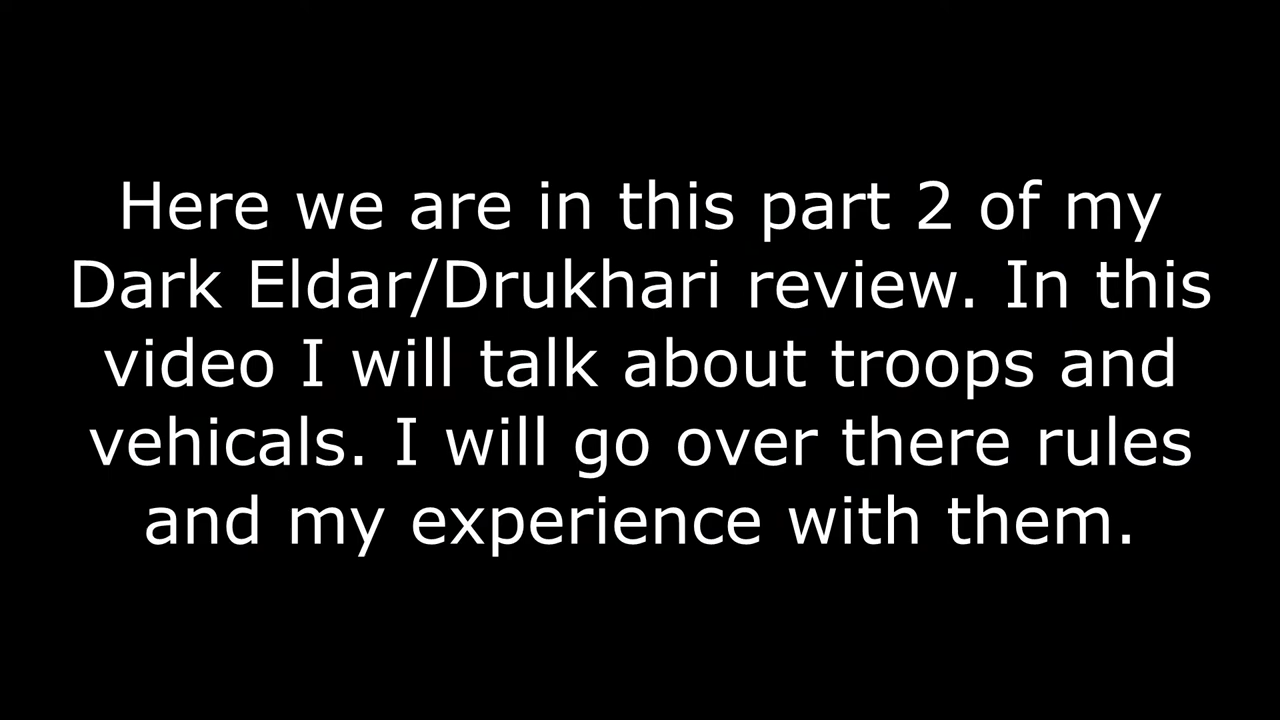 Here we are in this part 2 of my
Dark Eldar/Drukhari review. In this
video I will talk about troops and
vehicals. I will go over there rules
and my experience with them.